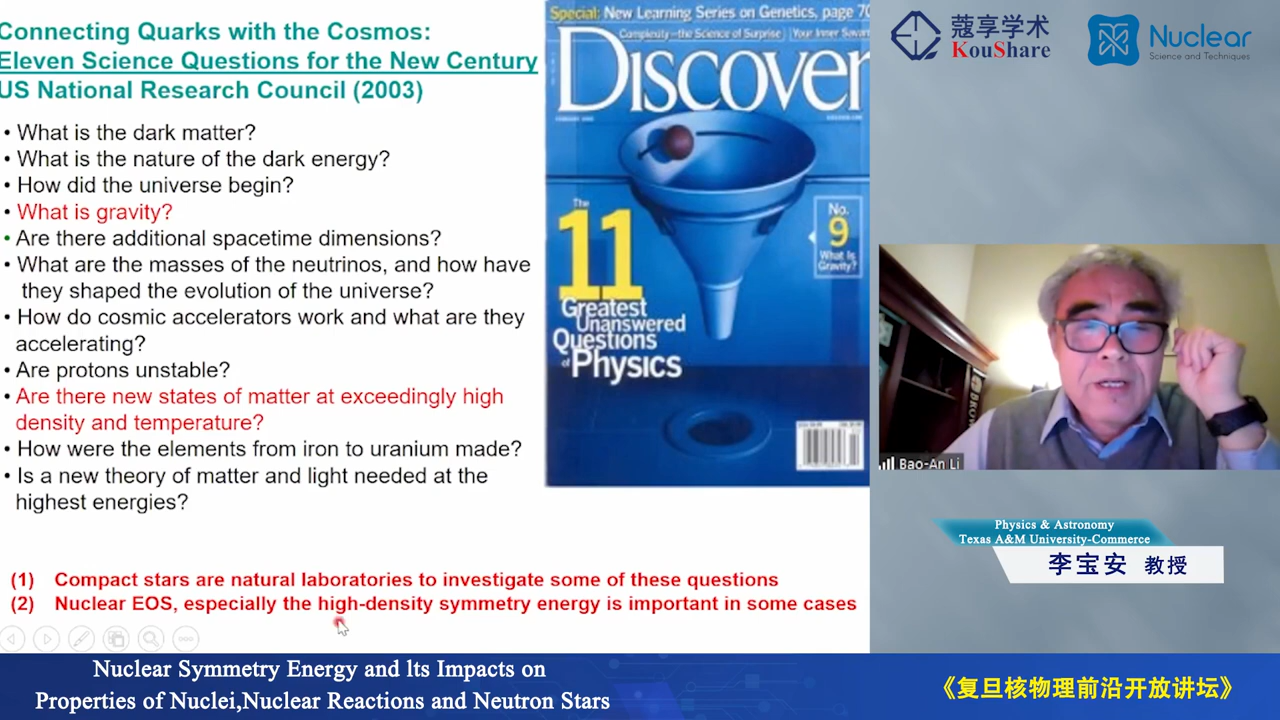 Connecting Quarks with the Cosmos:
Eleven Science Questions for the New Century
US National Research Council (2003)
• What is the dark matter?
• What is the nature of the dark energy?
• How did the universe begin?
• What is gravity?
• Are there additional spacetime dimensions?
• What are the masses of the neutrinos, and how have
they shaped the evolution of the universe?
• How do cosmic accelerators work and what are they
accelerating?
• Are protons unstable?
• Are there new states of matter at exceedingly high
density and temperature?
• How were the elements from iron to uranium made?
• Is a new theory of matter and light needed at the
highest energies?
(1) Compact stars are natural laboratories to investigate some of these questions
(2) Nuclear EOS, especially the high-density symmetry energy is important in some cases
Special: New Learning Series on Genetics, page 70
Complexity—the Science of Surprise
Your Inner Savan
Discover
The
11
Greatest
Unanswered
Questions
of Physics
No.
9
What Is
Gravity?
蔻享学术
KouShare
Nuclear
Science and Techniques
BROW
Bao-An Li
Physics & Astronomy
Texas A&M University-Commerce
李宝安 教授
Nuclear Symmetry Energy and lts Impacts on
Properties of Nuclei,Nuclear Reactions and Neutron Stars
《复旦核物理前沿开放讲坛》